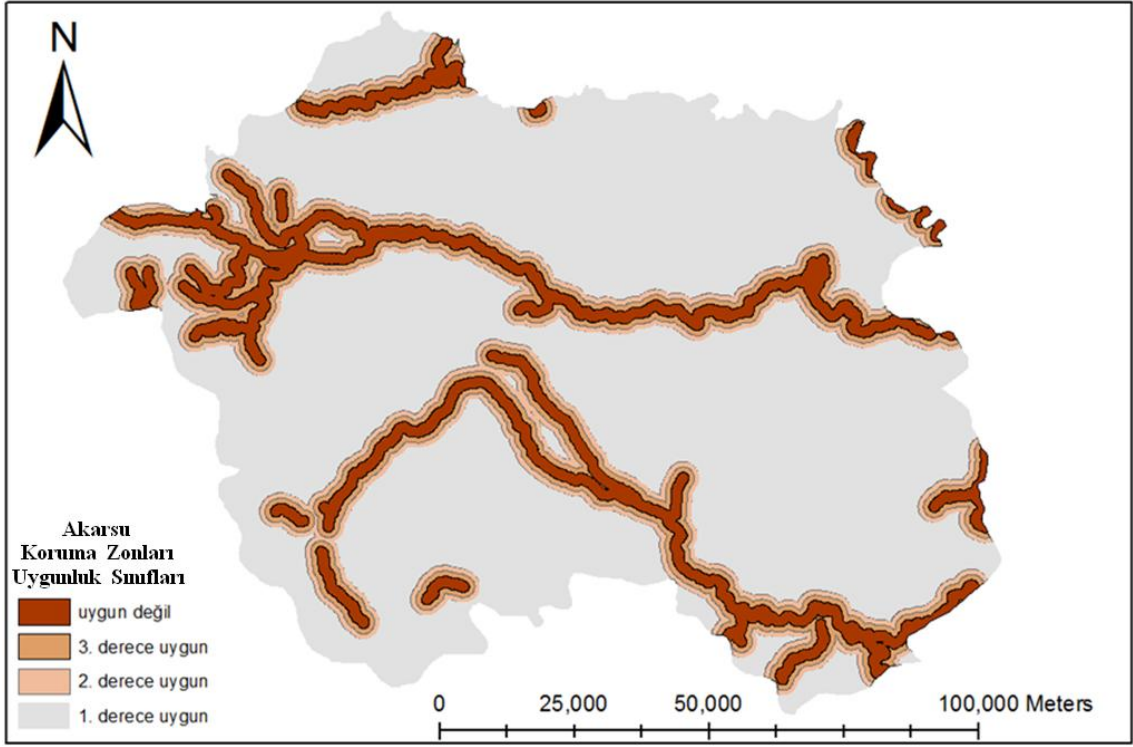 N
Akarsu
Koruma Zonları
Uygunluk Sınıfları
uygun değil
3. derece uygun
2. derece uygun
1. derece uygun
0 25,000 50,000 100,000 Meters